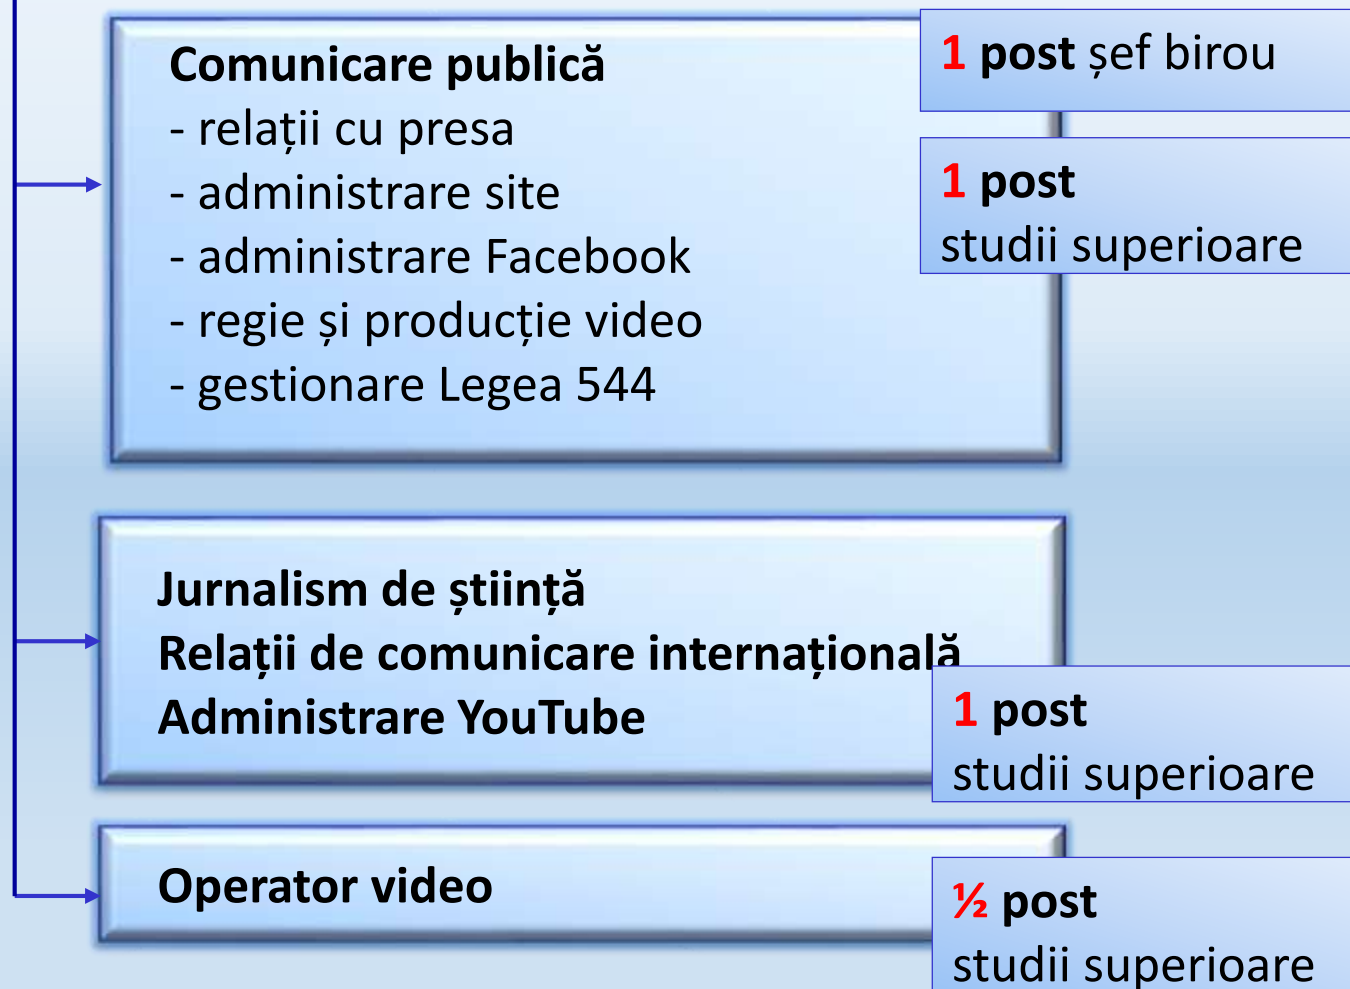 Comunicare publică
- relații cu presa
- administrare site
- administrare Facebook
- regie și producție video
- gestionare Legea 544
1 post șef birou
1 post
studii superioare
Jurnalism de știință
Relații de comunicare internațională
Administrare YouTube
1 post
studii superioare
Operator video
½ post
studii superioare